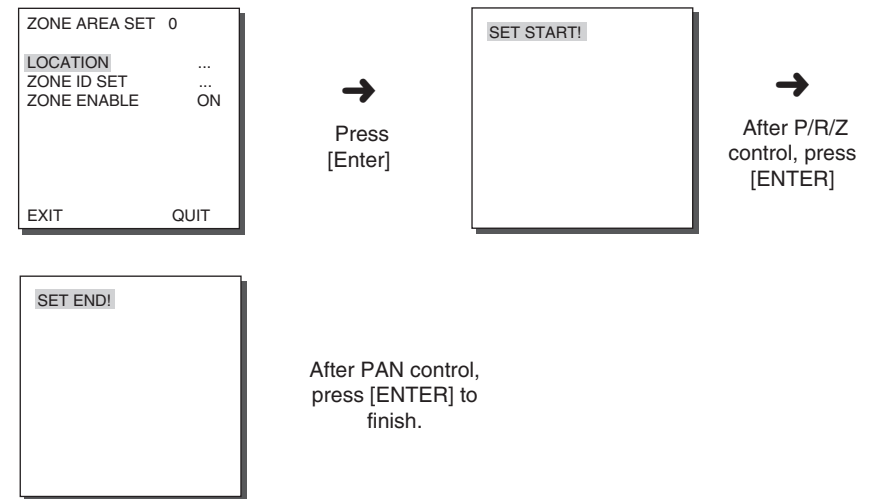 ZONE AREA SET 0
LOCATION ...
ZONE ID SET ...
ZONE ENABLE ON
EXIT QUIT
Press
[Enter]
SET START!
After P/R/Z
control, press
[ENTER]
SET END!
After PAN control,
press [ENTER] to
finish.